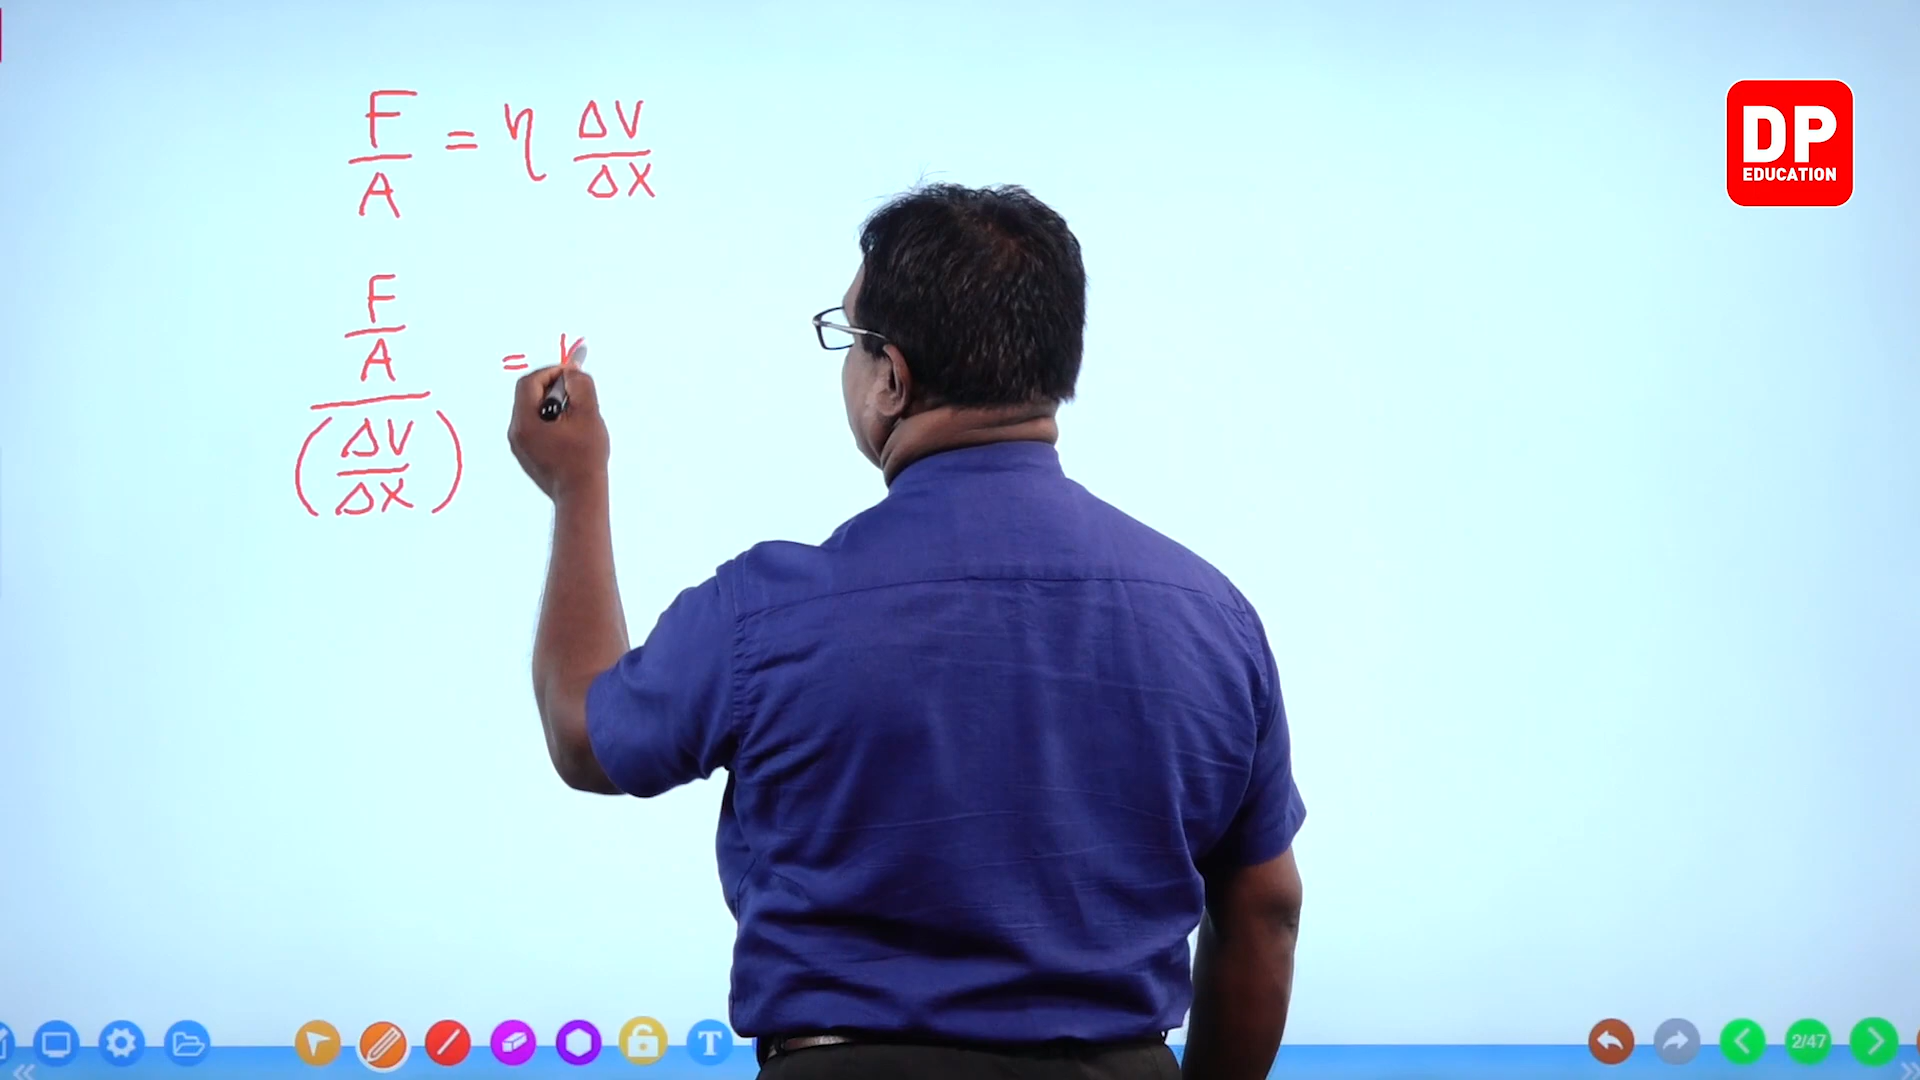 F/A = η ΔV/ΔX
(F/A)/(ΔV/ΔX) =
DP
EDUCATION
T
2/47